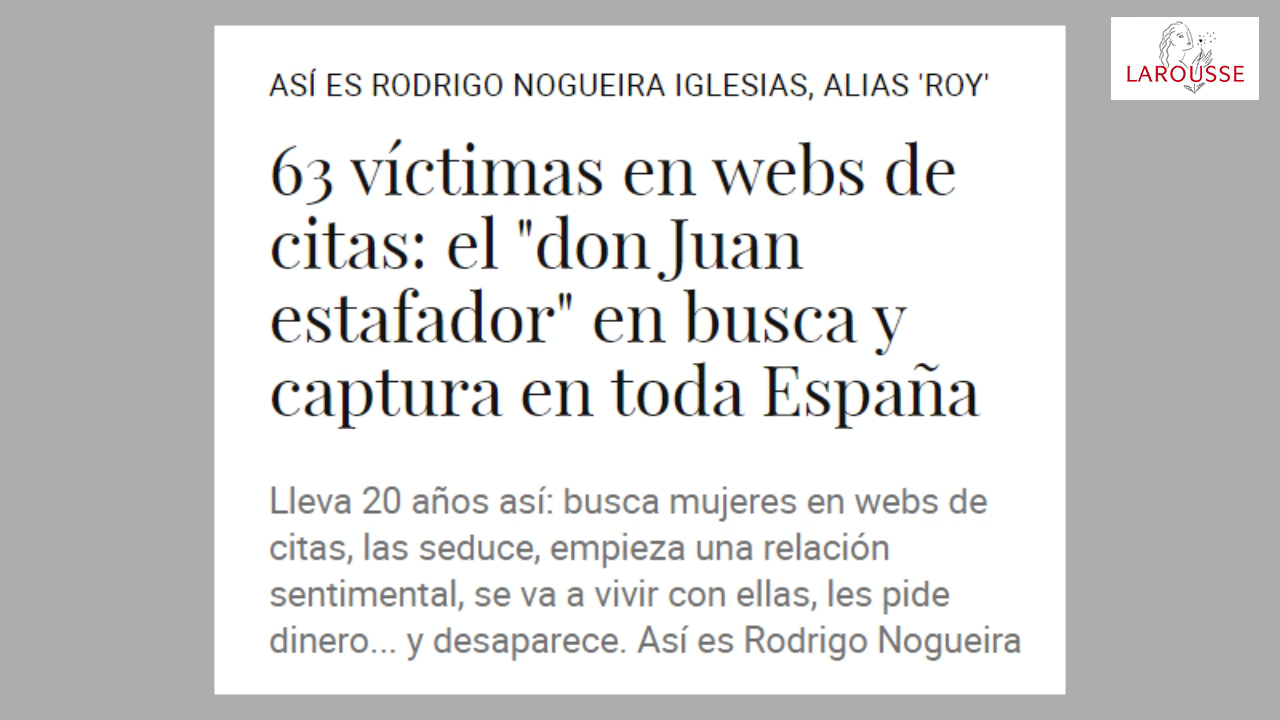 LAROUSSE
ASÍ ES RODRIGO NOGUEIRA IGLESIAS, ALIAS 'ROY'
63 víctimas en webs de
citas: el "don Juan
estafador" en busca y
captura en toda España
Lleva 20 años así: busca mujeres en webs de
citas, las seduce, empieza una relación
sentimental, se va a vivir con ellas, les pide
dinero... y desaparece. Así es Rodrigo Nogueira